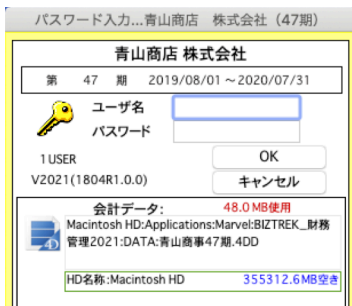 パスワード入力...青山商店　株式会社（47期）
青山商店 株式会社
第　47　期　2019/08/01 ～2020/07/31
ユーザ名
パスワード
1 USER
OK
V2021(1804R1.0.0)
キャンセル
会計データ:　48.0 MB使用
Macintosh HD:Applications:Marvel:BIZTREK_財務
管理2021:DATA:青山商事47期.4DD
HD名称:Macintosh HD　355312.6MB空き